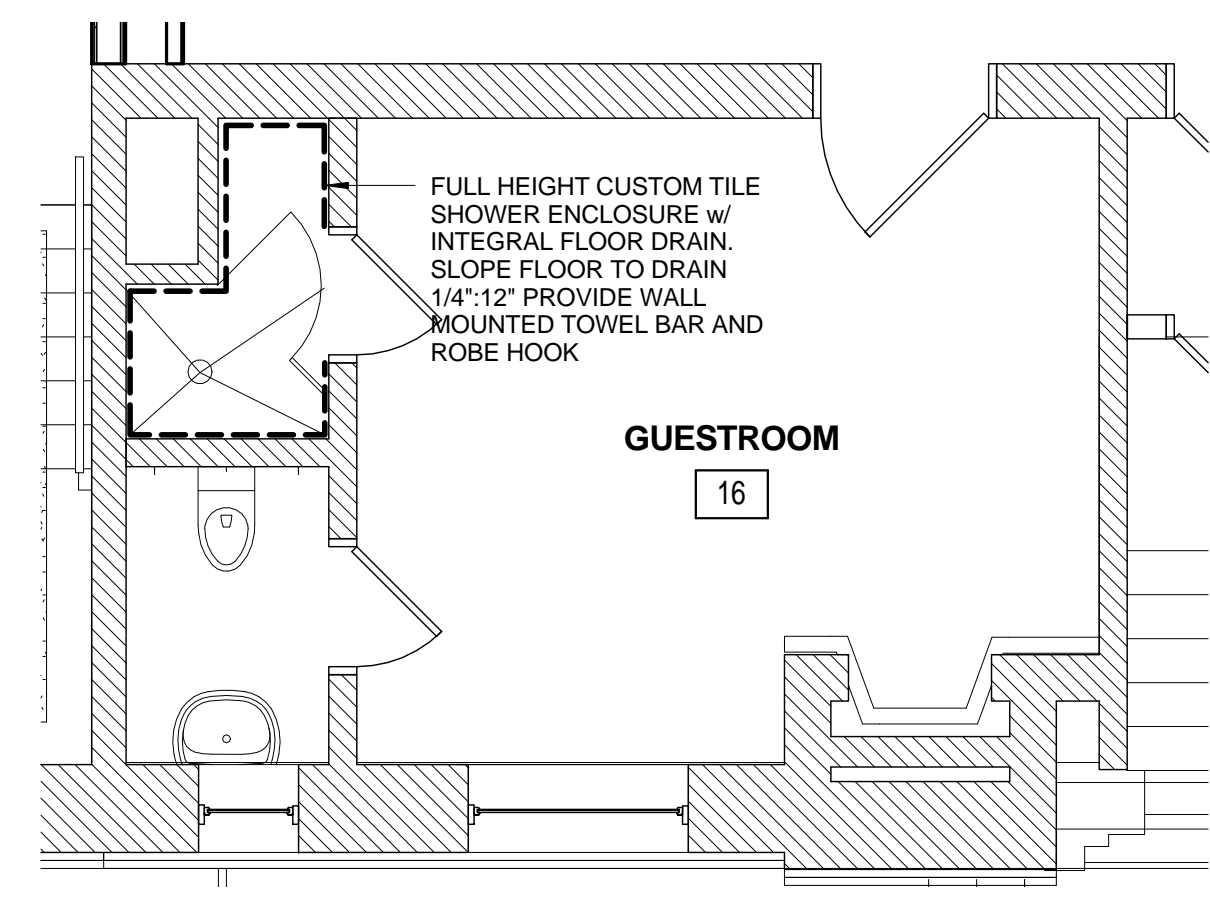 FULL HEIGHT CUSTOM TILE
SHOWER ENCLOSURE w/
INTEGRAL FLOOR DRAIN.
SLOPE FLOOR TO DRAIN
1/4":12" PROVIDE WALL
MOUNTED TOWEL BAR AND
ROBE HOOK
GUESTROOM
16